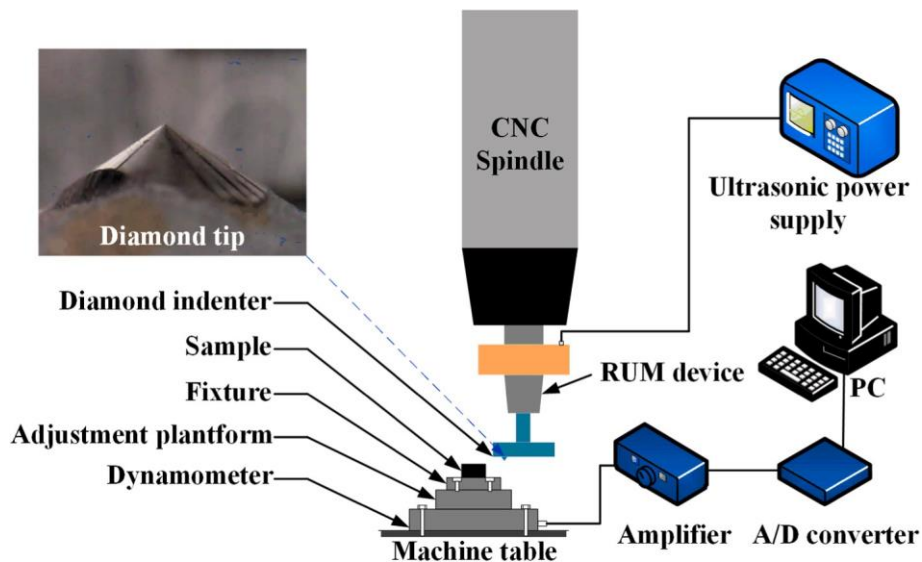 CNC
Spindle
Ultrasonic power
supply
Diamond tip
Diamond indenter
Sample
Fixture
Adjustment plantform
Dynamometer
RUM device
PC
Machine table
Amplifier
A/D converter